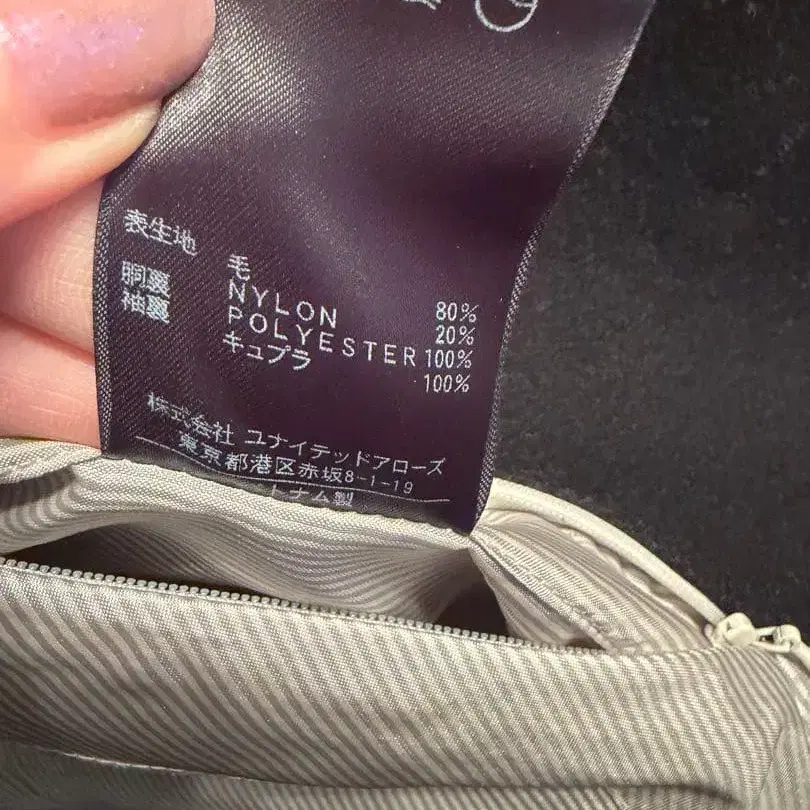 表生地 毛 80%
NYLON 20%
胴裏 POLYESTER 100%
袖裏 キュプラ 100%
株式会社 ユナイテッドアローズ
東京都港区赤坂8-1-19
トナム製